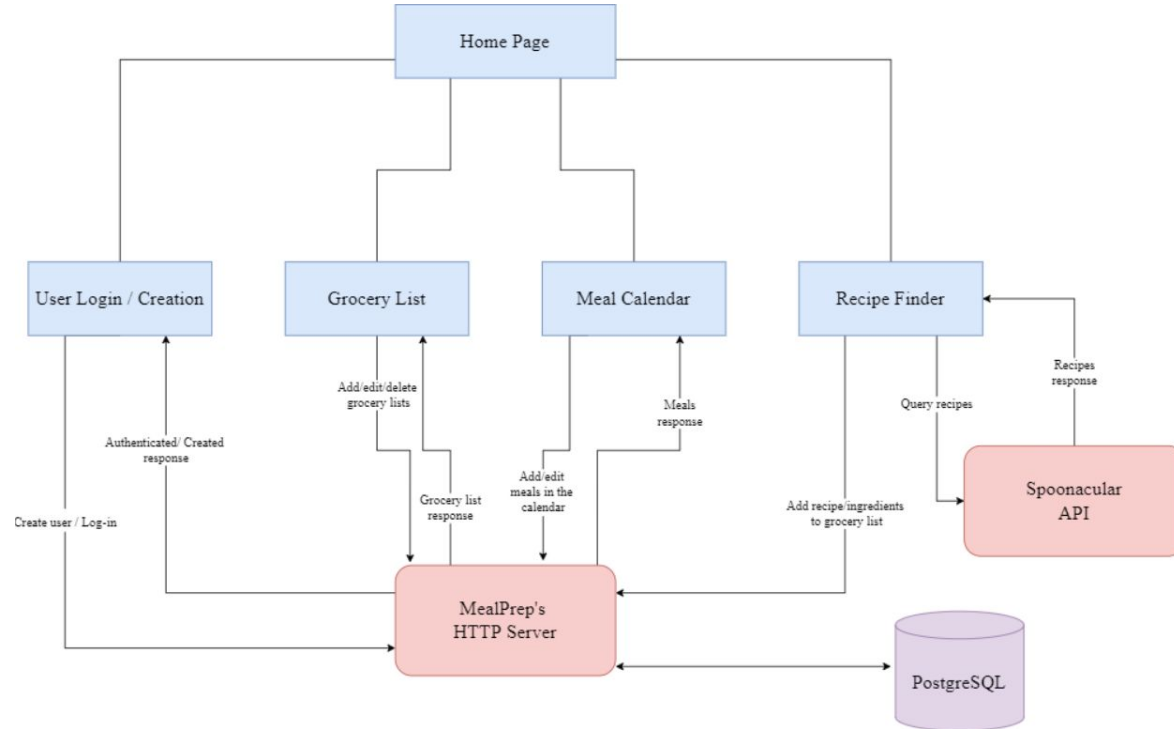 Home Page
User Login / Creation
Grocery List
Meal Calendar
Recipe Finder
Add/edit/delete
grocery lists
Meals
response
Recipes
response
Query recipes
Authenticated/ Created
response
Grocery list
response
Add/edit
meals in the
calendar
Add recipe/ingredients
to grocery list
Spoonacular
API
Create user / Log-in
MealPrep's
HTTP Server
PostgreSQL